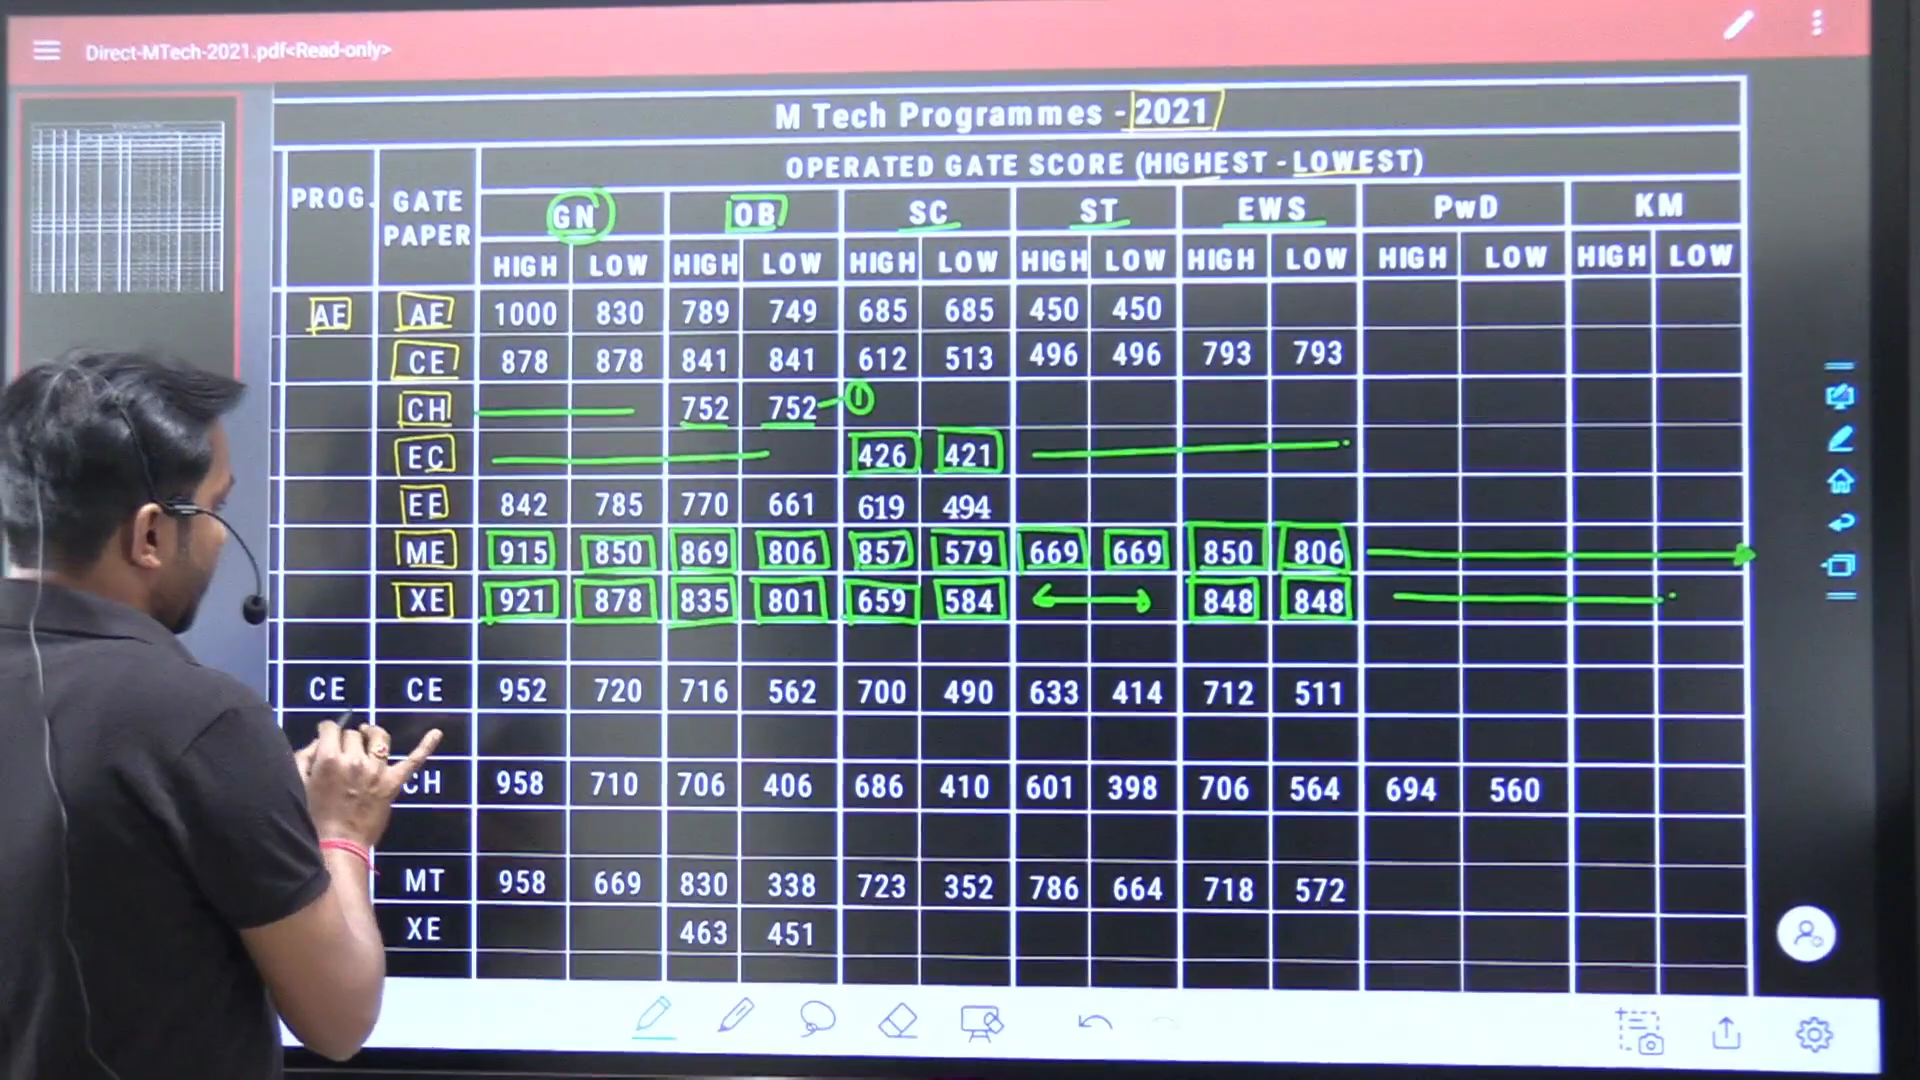 Direct-MTech-2021.pdf<Read-only>
M Tech Programmes - 2021
OPERATED GATE SCORE (HIGHEST - LOWEST)
PROG. GATE PAPER GN OB SC ST EWS PwD KM
HIGH LOW HIGH LOW HIGH LOW HIGH LOW HIGH LOW HIGH LOW HIGH LOW
AE AE 1000 830 789 749 685 685 450 450
CE 878 878 841 841 612 513 496 496 793 793
CH 752 752 1
EC 426 421
EE 842 785 770 661 619 494
ME 915 850 869 806 857 579 669 669 850 806
XE 921 878 835 801 659 584 848 848
CE CE 952 720 716 562 700 490 633 414 712 511
CH 958 710 706 406 686 410 601 398 706 564 694 560
MT 958 669 830 338 723 352 786 664 718 572
XE 463 451